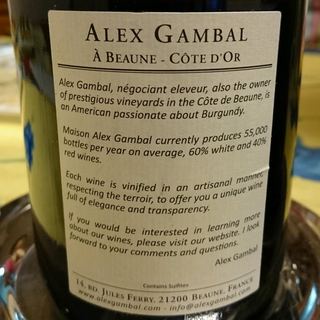 ALEX GAMBAL
À BEAUNE - CÔTE D'OR
Alex Gambal, négociant eleveur, also the owner
of prestigious vineyards in the Côte de Beaune, is
an American passionate about Burgundy.
Maison Alex Gambal currently produces 55,000
bottles per year on average, 60% white and 40%
red wines.
Each wine is vinified in an artisanal manner,
respecting the terroir, to offer you a unique wine
full of elegance and transparency.
If you would be interested in learning more
about our wines, please visit our website. I look
forward to your comments and questions.
Alex Gambal
Contains Sulfites
14, BD JULES FERRY, 21200 BEAUNE, FRANCE
www.alexgambal.com - info@alexgambal.com